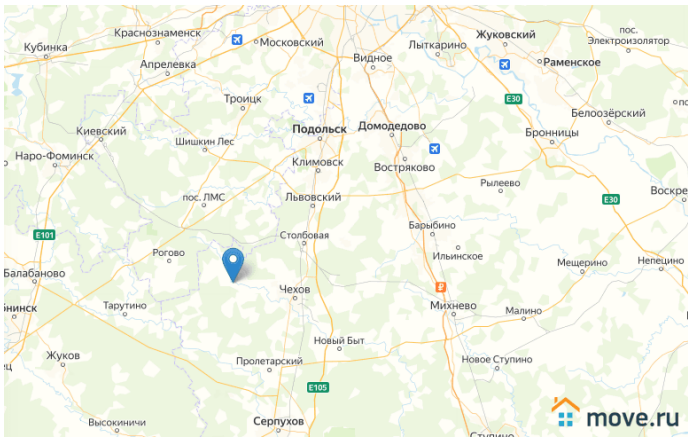 Краснознаменск
Кубинка
Московский
Апрелевка
Лыткарино
Жуковский
пос.
Электроизолятор
Видное
Раменское
Троицк
E30
Белоозёрский
Киевский
Шишкин Лес
Подольск
Домодедово
Бронницы
Наро-Фоминск
Климовск
Востряково
пос. ЛМС
Львовский
Рылеево
E30
Воскре
E101
Столбовая
Барыбино
Рогово
Ильинское
Мещерино
Непецино
Балабаново
Чехов
бнинск
Тарутино
Михнево
Малино
Новый Быт
Жуков
ец
Пролетарский
Новое Ступино
E105
Высокиничи
Серпухов
Ступино
move.ru